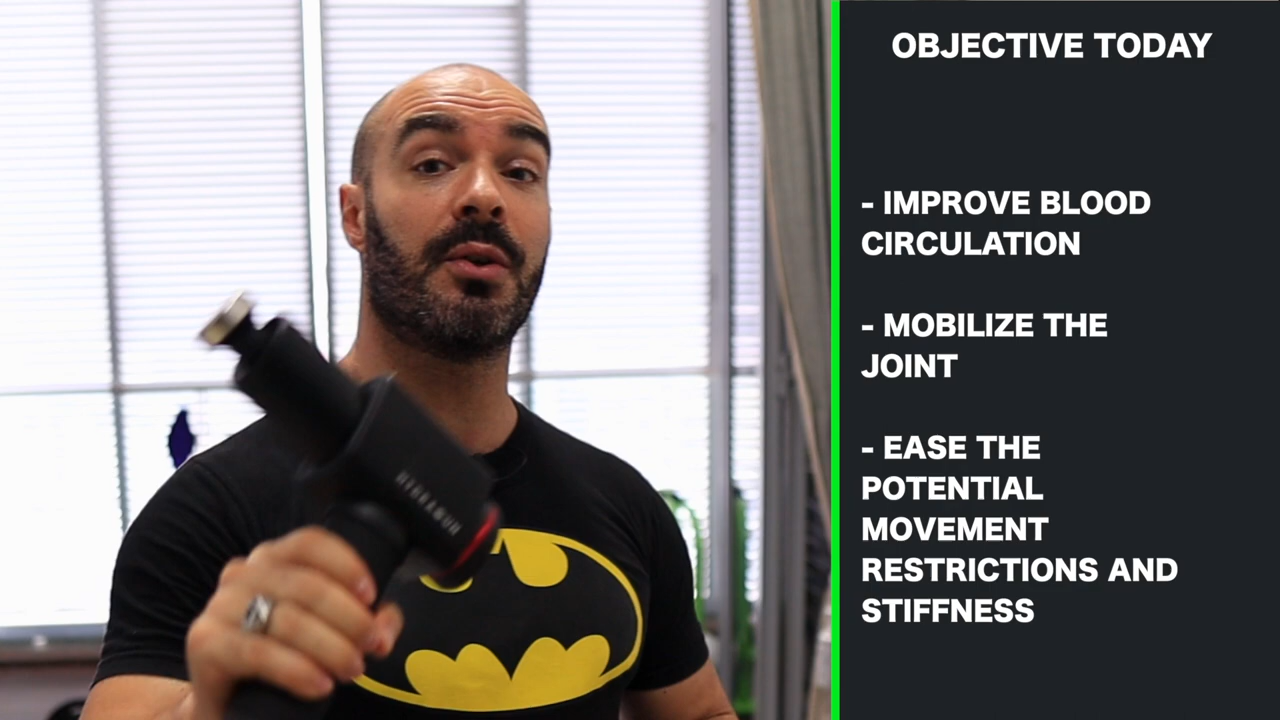 OBJECTIVE TODAY
- IMPROVE BLOOD
CIRCULATION
- MOBILIZE THE
JOINT
- EASE THE
POTENTIAL
MOVEMENT
RESTRICTIONS AND
STIFFNESS